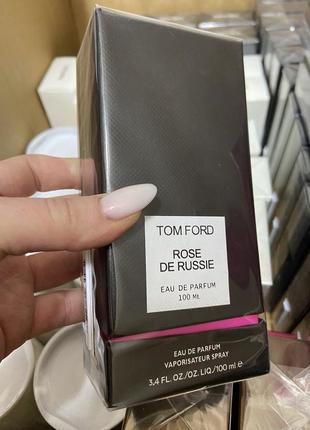 TOM FORD
ROSE
DE RUSSIE
EAU DE PARFUM
100 Ml
EAU DE PARFUM
VAPORISATEUR SPRAY
3,4 FL. OZ./OZ. LIQ./100 ml e